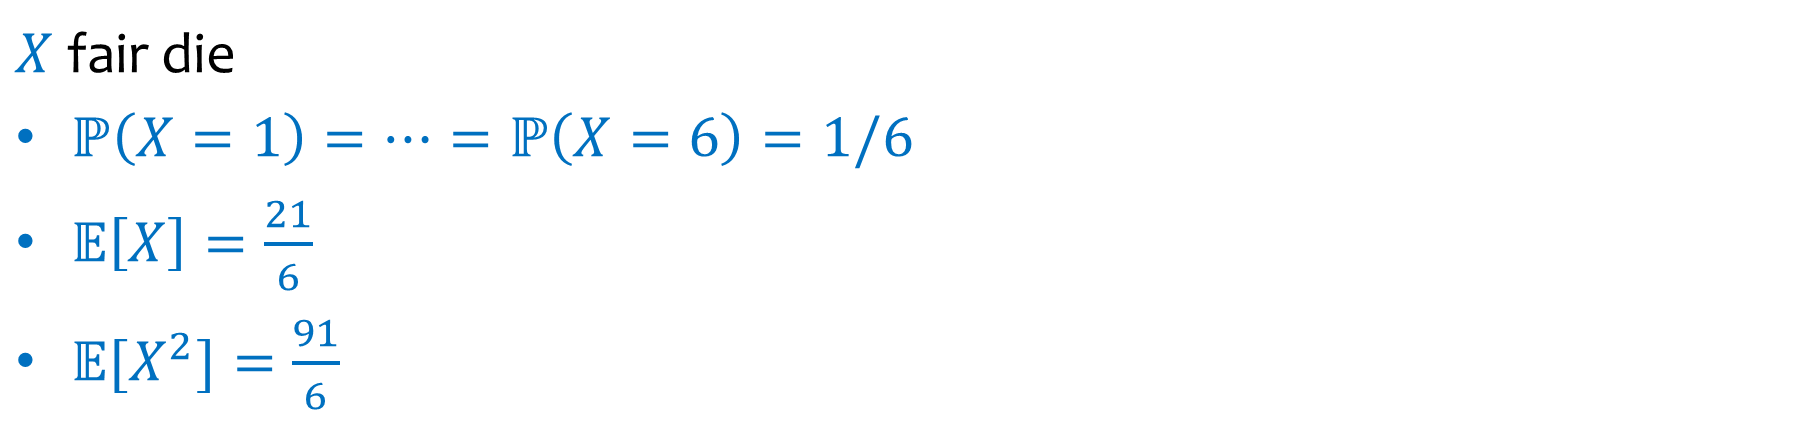 X fair die
• ℙ(X = 1) = ⋯ = ℙ(X = 6) = 1/6
• 𝔼[X] = 21/6
• 𝔼[X²] = 91/6